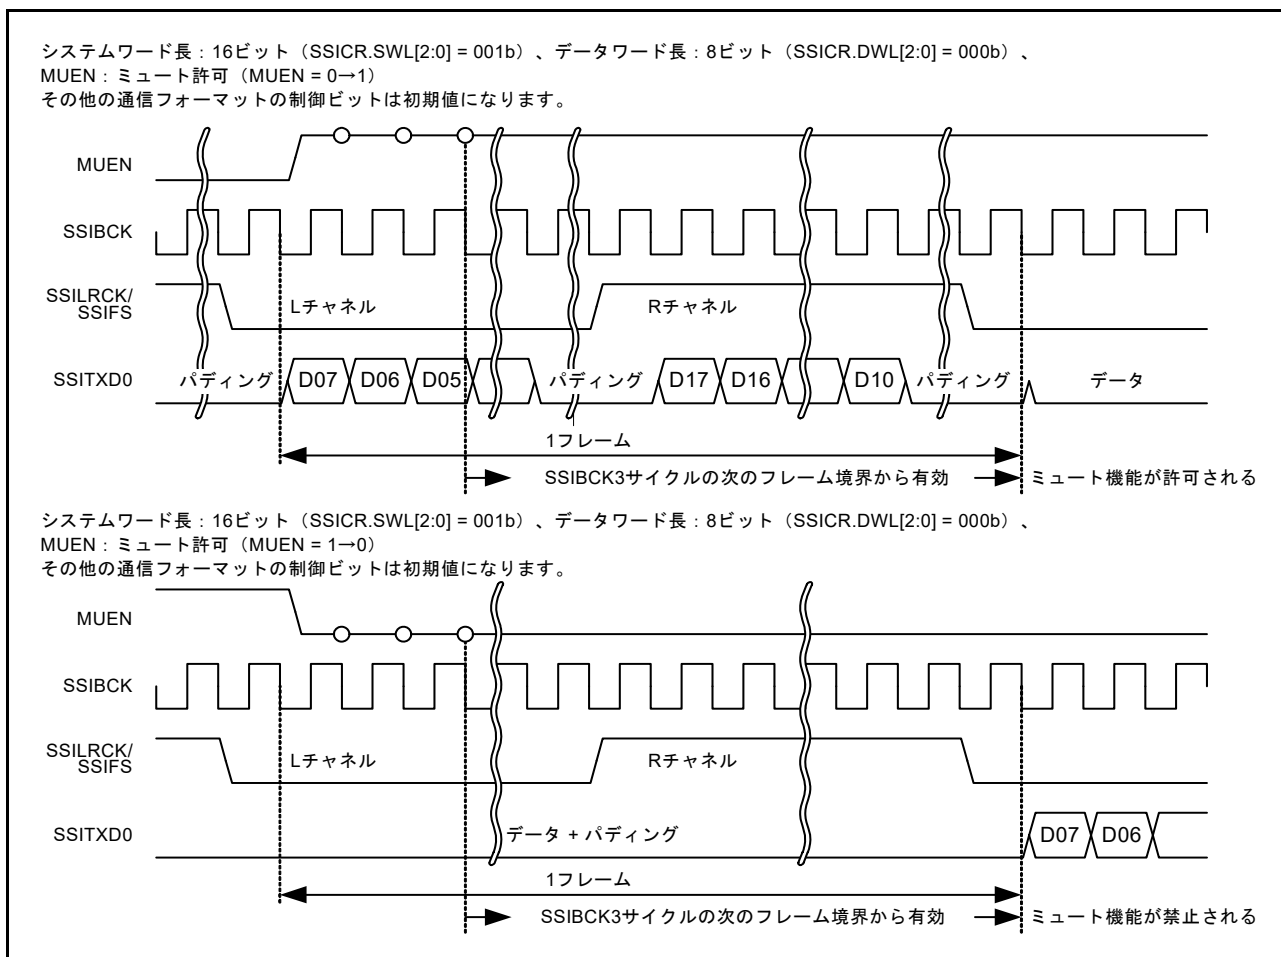 システムワード長：16ビット（SSICR.SWL[2:0] = 001b）、データワード長：8ビット（SSICR.DWL[2:0] = 000b）、
MUEN：ミュート許可（MUEN = 0→1）
その他の通信フォーマットの制御ビットは初期値になります。
MUEN
SSIBCK
SSILRCK/
SSIFS
Lチャネル
Rチャネル
SSITXD0
パディング
D07
D06
D05
パディング
D17
D16
D10
パディング
データ
1フレーム
SSIBCK3サイクルの次のフレーム境界から有効
ミュート機能が許可される
システムワード長：16ビット（SSICR.SWL[2:0] = 001b）、データワード長：8ビット（SSICR.DWL[2:0] = 000b）、
MUEN：ミュート許可（MUEN = 1→0）
その他の通信フォーマットの制御ビットは初期値になります。
MUEN
SSIBCK
SSILRCK/
SSIFS
Lチャネル
Rチャネル
SSITXD0
データ + パディング
D07
D06
1フレーム
SSIBCK3サイクルの次のフレーム境界から有効
ミュート機能が禁止される